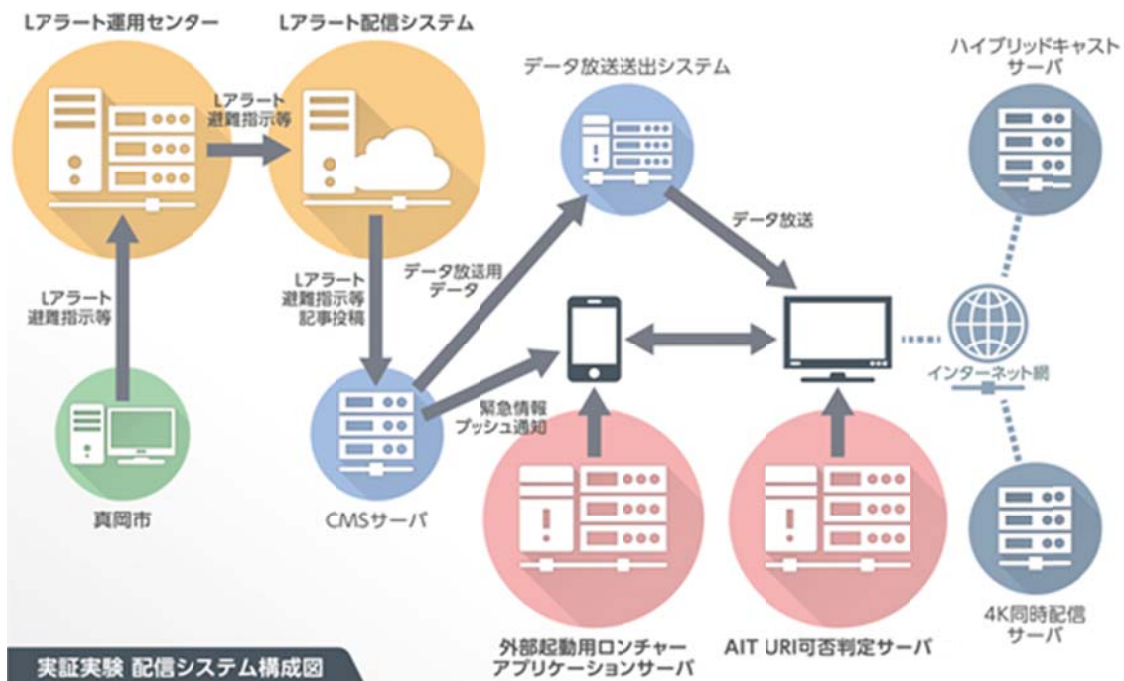 Lアラート運用センター
Lアラート配信システム
データ放送送出システム
ハイブリッドキャスト
サーバ
Lアラート
避難指示等
Lアラート
避難指示等
Lアラート
避難指示等
記事投稿
データ放送用
データ
データ放送
緊急情報
プッシュ通知
インターネット網
真岡市
CMSサーバ
外部起動用ロンチャー
アプリケーションサーバ
AIT URI可否判定サーバ
4K同時配信
サーバ
実証実験 配信システム構成図